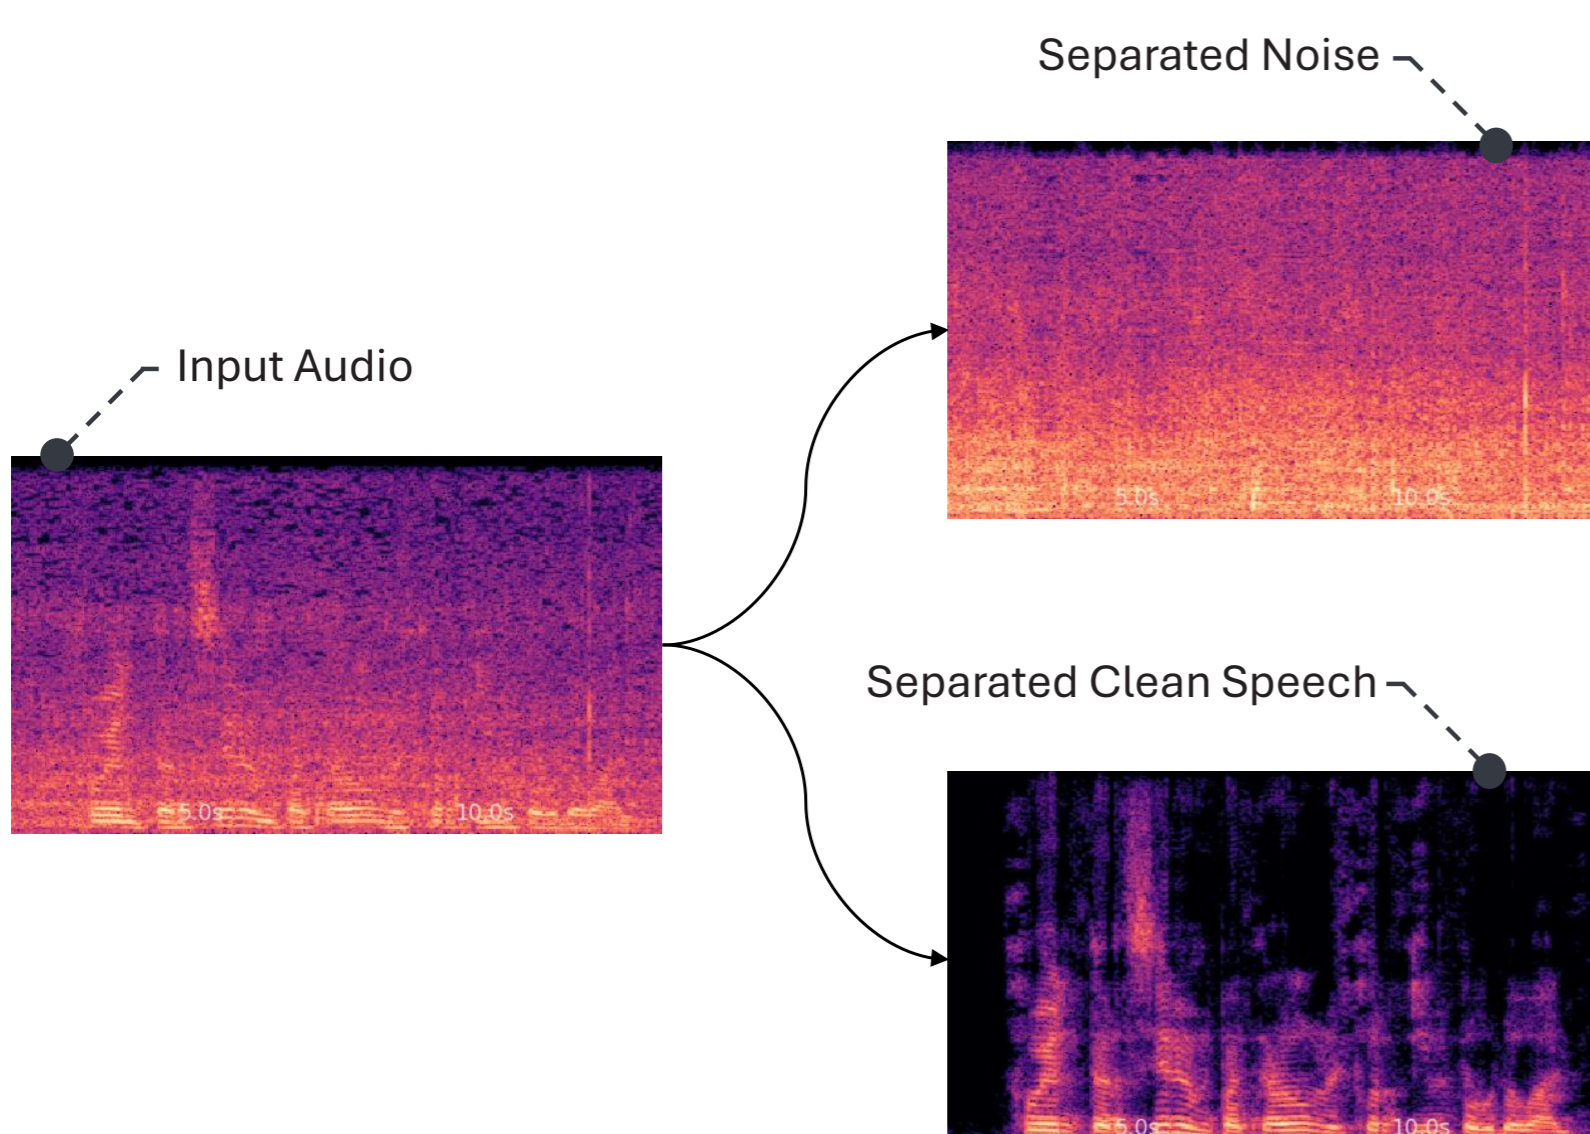 Separated Noise
5.0s
10.0s
Input Audio
5.0s
10.0s
Separated Clean Speech
5.0s
10.0s